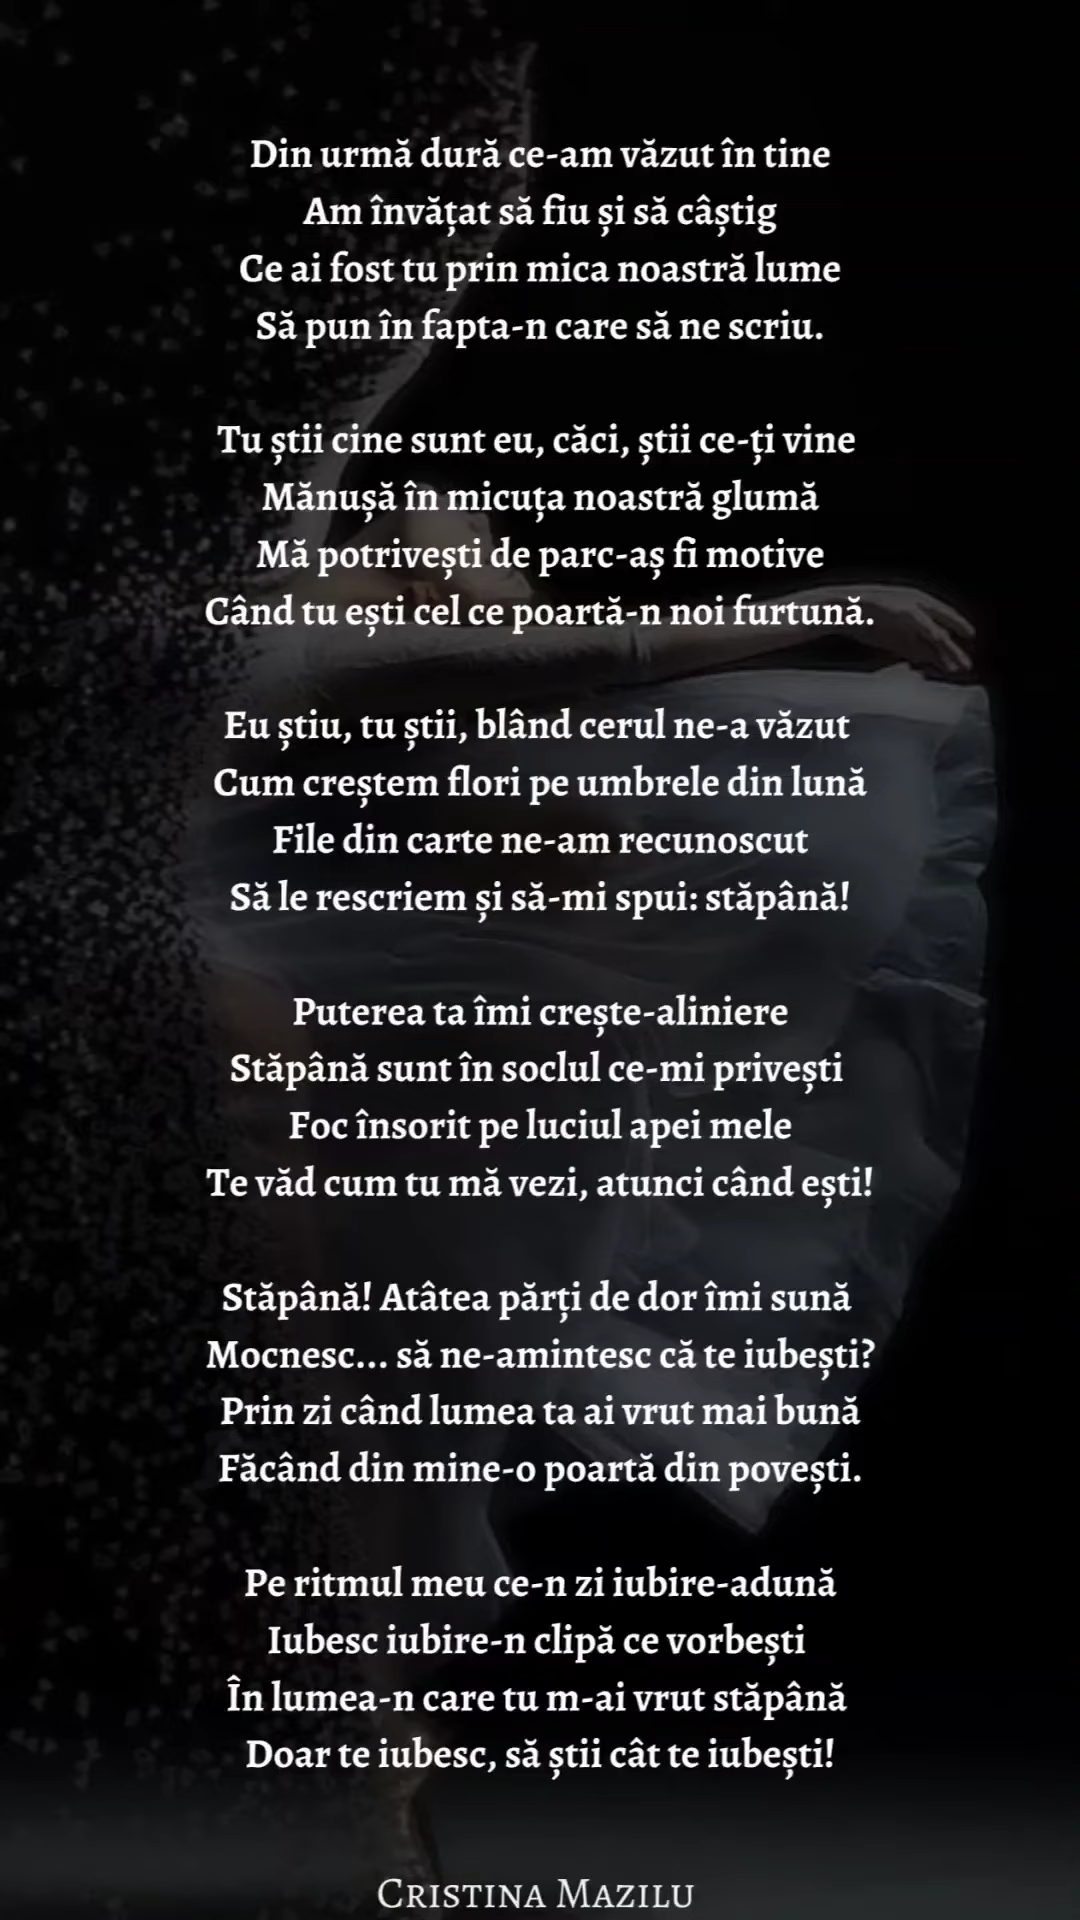 Din urmă dură ce-am văzut în tine
Am învățat să fiu și să câștig
Ce ai fost tu prin mica noastră lume
Să pun în fapta-n care să ne scriu.
Tu știi cine sunt eu, căci, știi ce-ți vine
Mănușă în micuța noastră glumă
Mă potrivești de parc-aș fi motive
Când tu ești cel ce poartă-n noi furtună.
Eu știu, tu știi, blând cerul ne-a văzut
Cum creștem flori pe umbrele din lună
File din carte ne-am recunoscut
Să le rescriem și să-mi spui: stăpână!
Puterea ta îmi crește-aliniere
Stăpână sunt în soclul ce-mi privești
Foc însorit pe luciul apei mele
Te văd cum tu mă vezi, atunci când ești!
Stăpână! Atâtea părți de dor îmi sună
Mocnesc... să ne-amintesc că te iubești?
Prin zi când lumea ta ai vrut mai bună
Făcând din mine-o poartă din povești.
Pe ritmul meu ce-n zi iubire-adună
Iubesc iubire-n clipă ce vorbești
În lumea-n care tu m-ai vrut stăpână
Doar te iubesc, să știi cât te iubești!
Cristina Mazilu